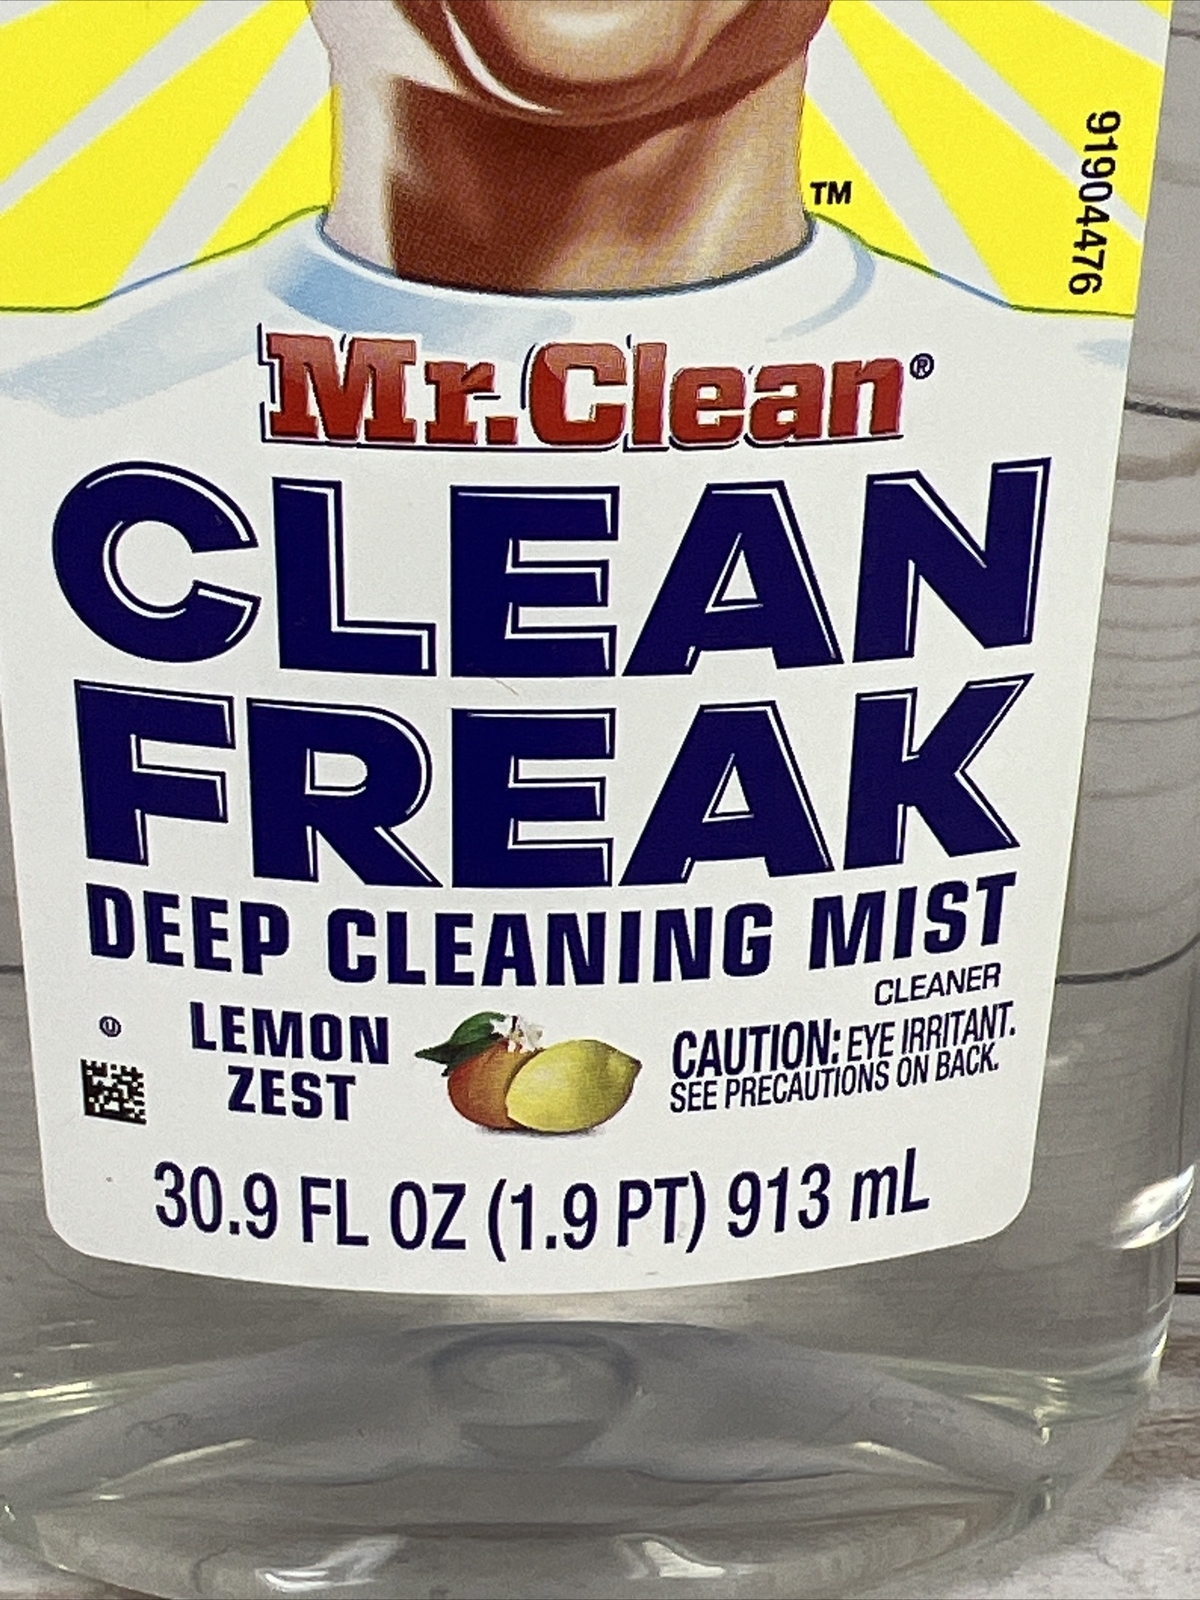 TM
91904476
Mr. Clean®
CLEAN
FREAK
DEEP CLEANING MIST
CLEANER
U
LEMON
ZEST
CAUTION: EYE IRRITANT.
SEE PRECAUTIONS ON BACK.
30.9 FL OZ (1.9 PT) 913 mL